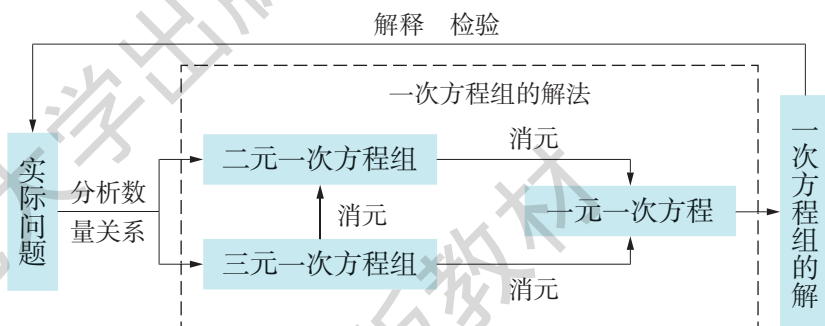 解释 检验
一次方程组的解法
实际问题
分析数
量关系
二元一次方程组
消元
消元
一元一次方程
三元一次方程组
消元
一次方程组的解